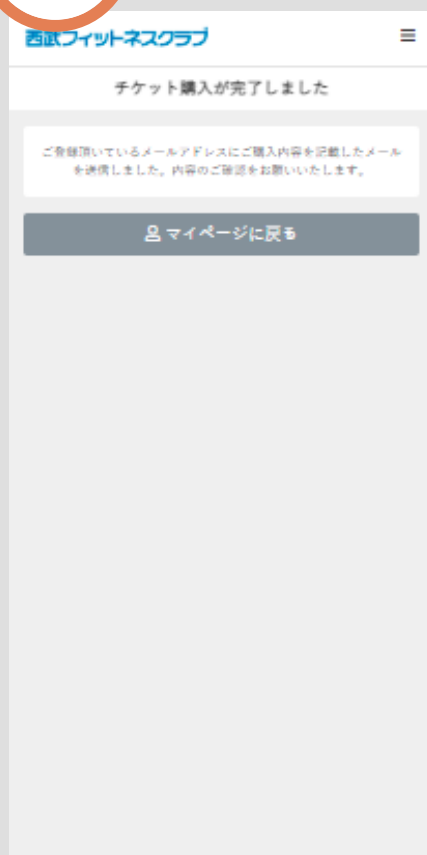 西武フィットネスクラブ
チケット購入が完了しました
ご登録頂いているメールアドレスにご購入内容を記載したメール
を送信しました。内容のご確認をお願いいたします。
マイページに戻る